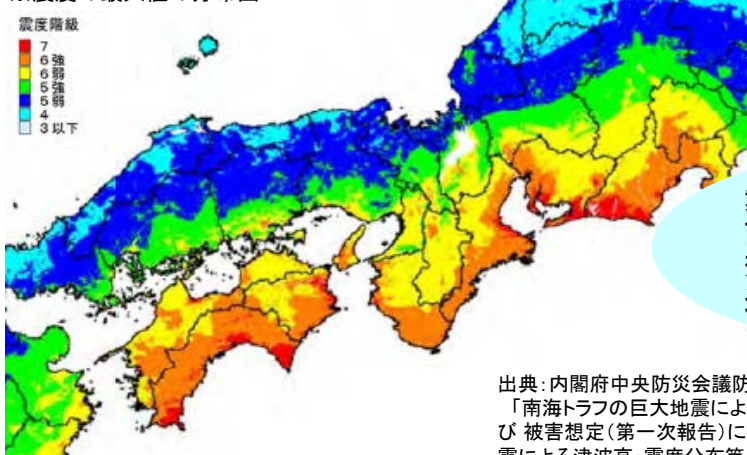 震度階級
7
6強
6弱
5強
5弱
4
3以下
出典:内閣府中央防災会議防
「南海トラフの巨大地震によ
び 被害想定(第一次報告)に